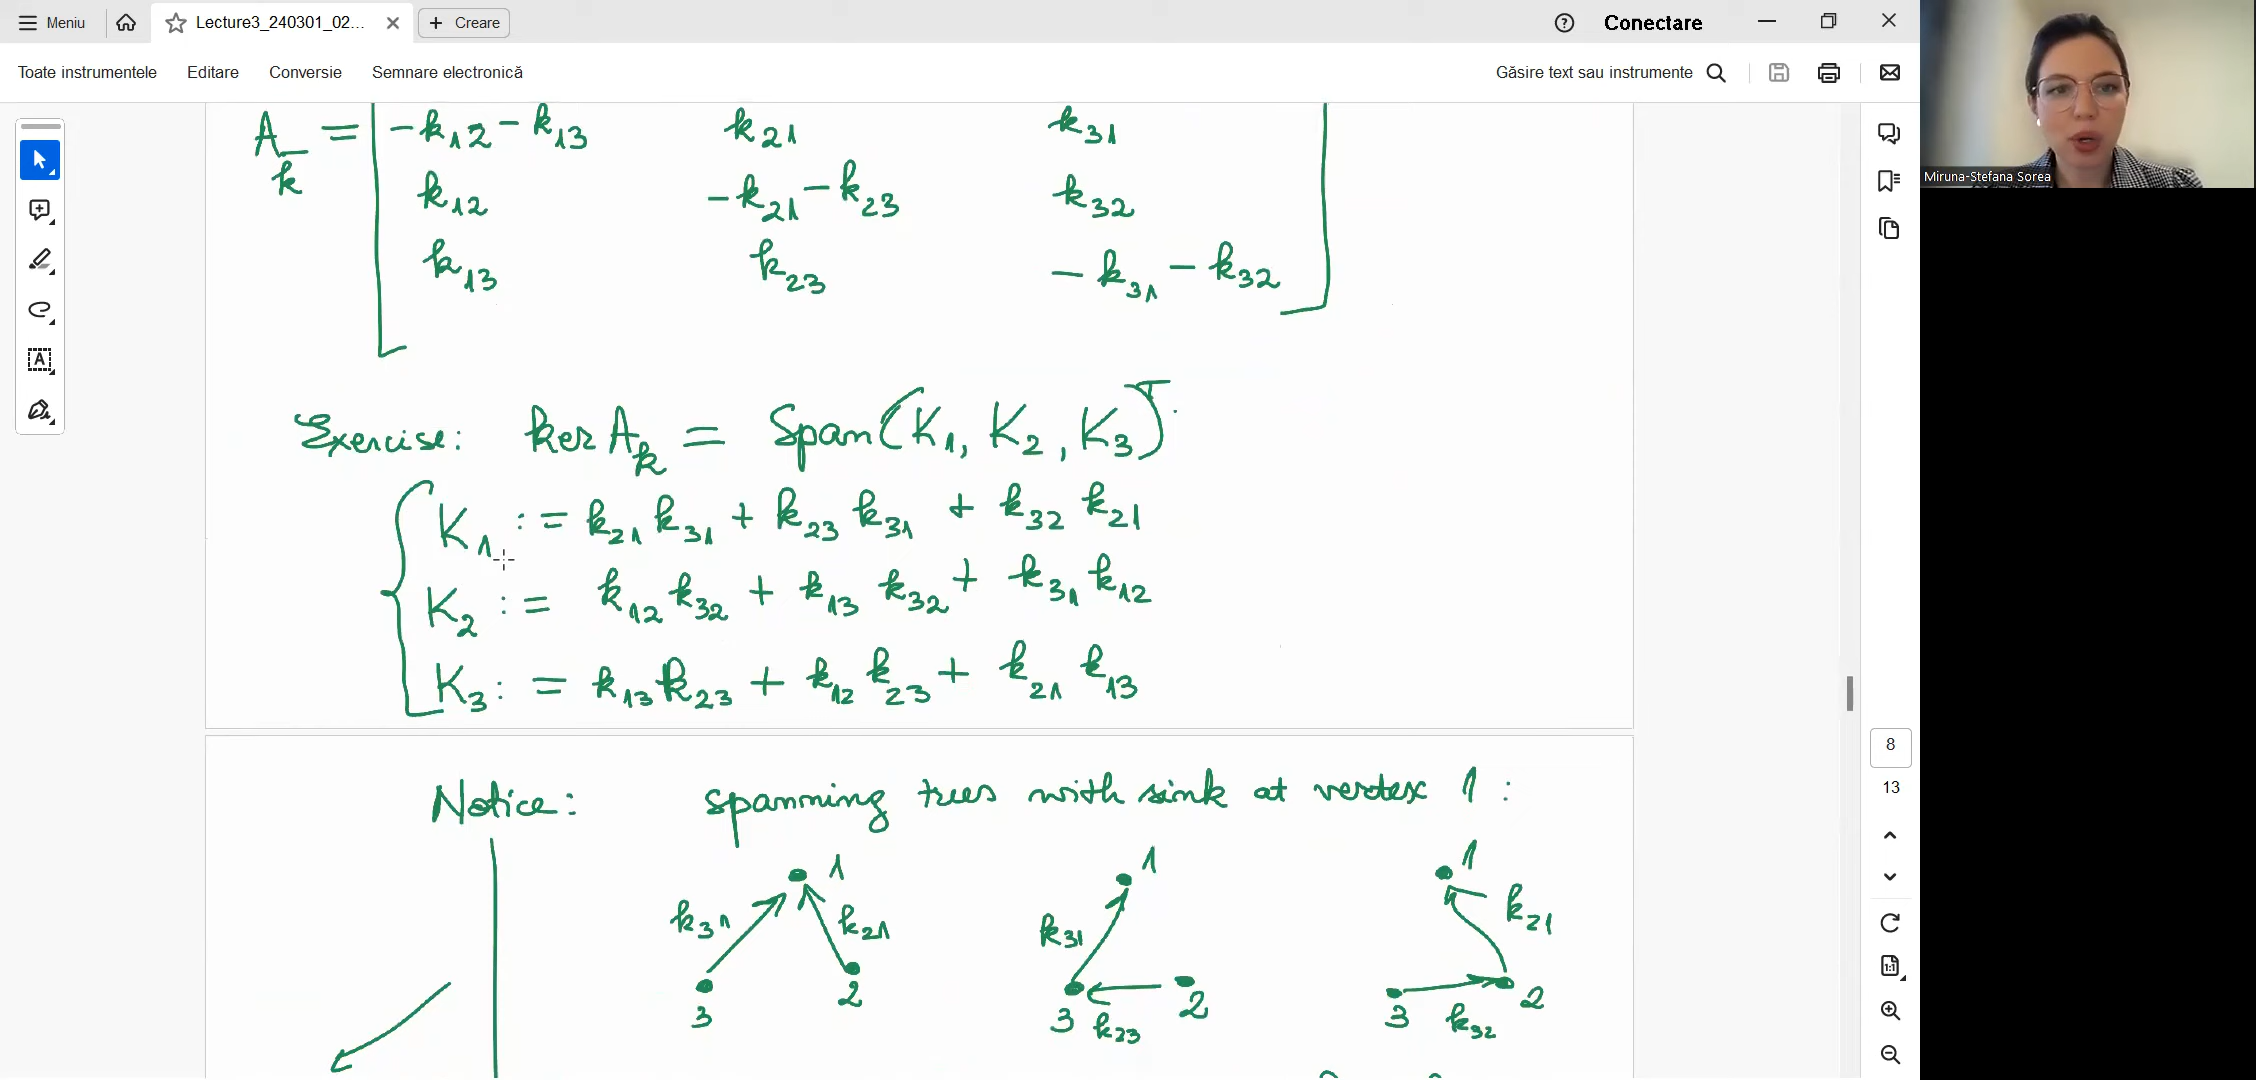 Meniu Lecture3_240301_02... Creare Conectare
Toate instrumentele Editare Conversie Semnare electronică Găsire text sau instrumente
Miruna-Stefana Sorea
A_k = [ -k₁₂ - k₁₃ k₂₁ k₃₁
k₁₂ -k₂₁ - k₂₃ k₃₂
k₁₃ k₂₃ -k₃₁ - k₃₂ ]
Exercise: ker A_k = Span(K₁, K₂, K₃)ᵀ.
K₁ := k₂₁ k₃₁ + k₂₃ k₃₁ + k₃₂ k₂₁
K₂ := k₁₂ k₃₂ + k₁₃ k₃₂ + k₃₁ k₁₂
K₃ := k₁₃ k₂₃ + k₁₂ k₂₃ + k₂₁ k₁₃
8
13
Notice: spanning trees with sink at vertex 1 :
1 1 1
k₃₁ k₂₁ k₃₁ k₂₁
3 2 3 k₂₃ 2 3 k₃₂ 2